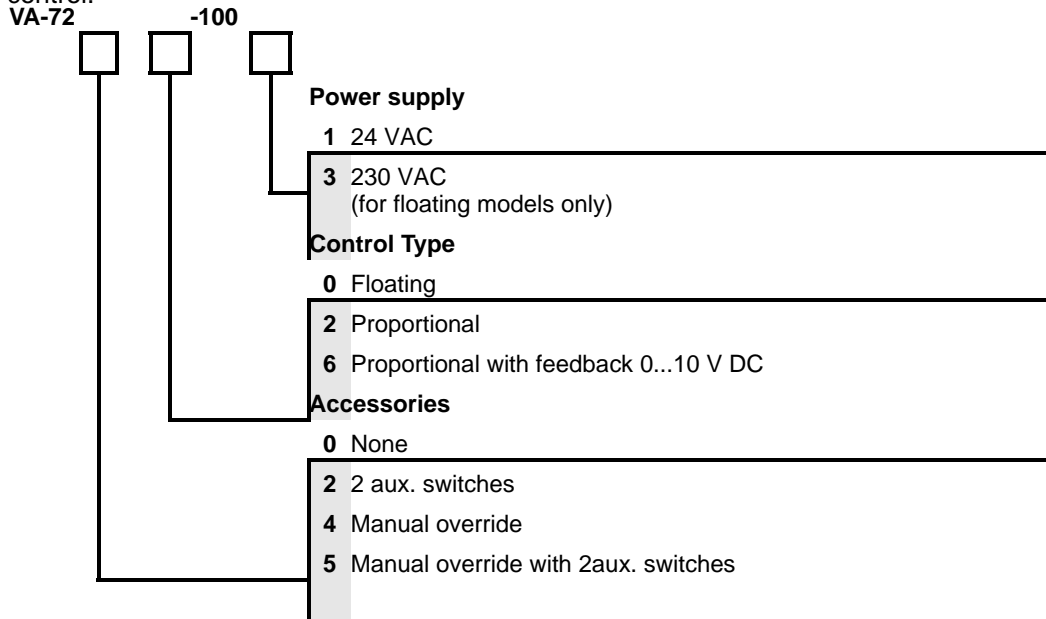 control.
VA-72 -100
Power supply
1 24 VAC
3 230 VAC
(for floating models only)
Control Type
0 Floating
2 Proportional
6 Proportional with feedback 0...10 V DC
Accessories
0 None
2 2 aux. switches
4 Manual override
5 Manual override with 2aux. switches